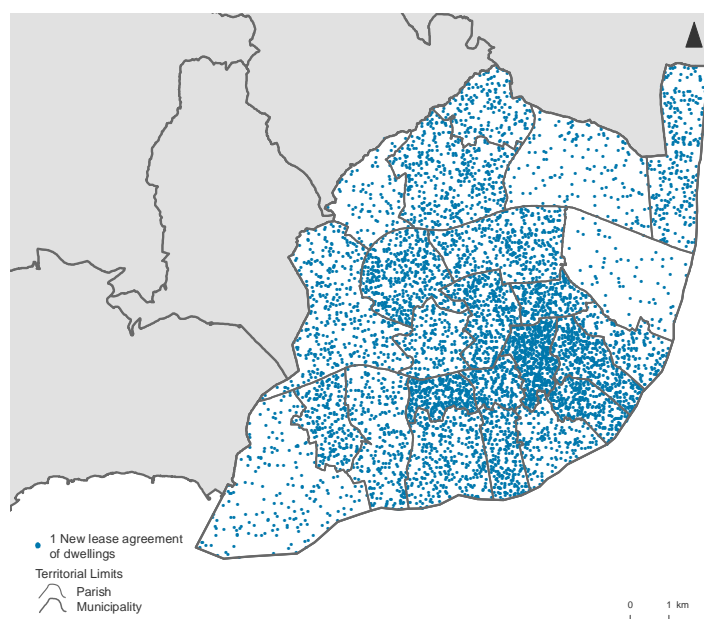 1 New lease agreement
of dwellings
Territorial Limits
Parish
Municipality
0 1 km